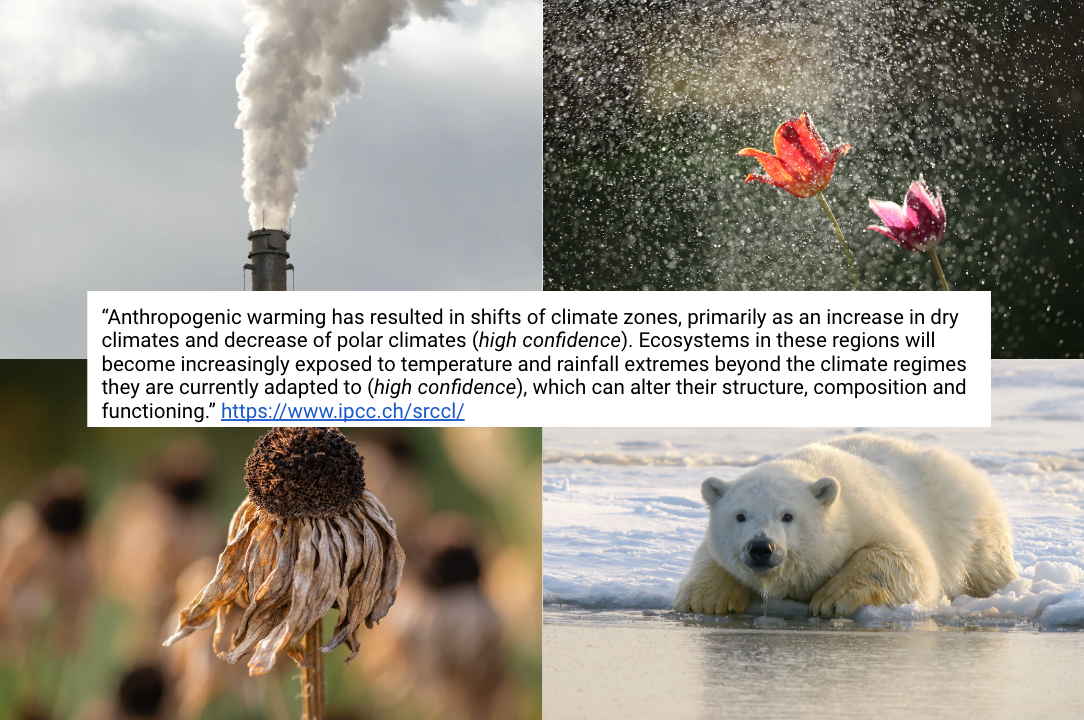 “Anthropogenic warming has resulted in shifts of climate zones, primarily as an increase in dry
climates and decrease of polar climates (high confidence). Ecosystems in these regions will
become increasingly exposed to temperature and rainfall extremes beyond the climate regimes
they are currently adapted to (high confidence), which can alter their structure, composition and
functioning.” https://www.ipcc.ch/srccl/